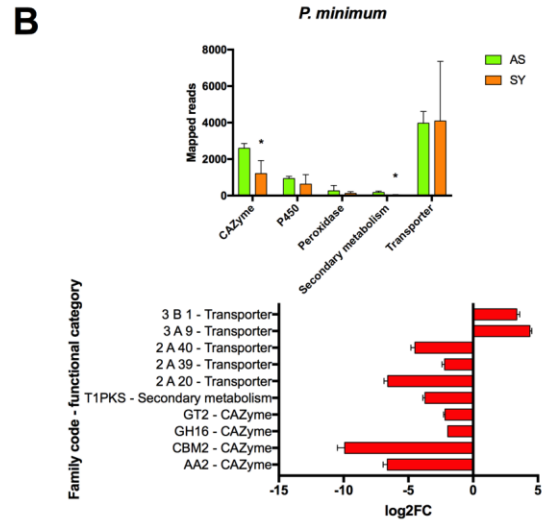 B
P. minimum
AS
SY
Mapped reads
8000
6000
4000
2000
0
*
*
CAZyme
P450
Peroxidase
Secondary metabolism
Transporter
Family code - functional category
3 B 1 - Transporter
3 A 9 - Transporter
2 A 40 - Transporter
2 A 39 - Transporter
2 A 20 - Transporter
T1PKS - Secondary metabolism
GT2 - CAZyme
GH16 - CAZyme
CBM2 - CAZyme
AA2 - CAZyme
-15 -10 -5 0 5
log2FC